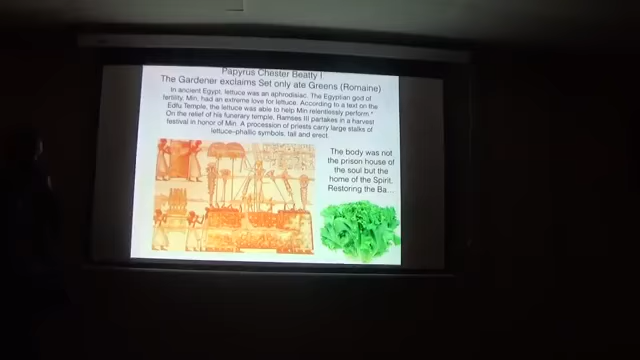 Papyrus Chester Beatty I
The Gardener exclaims Set only ate Greens (Romaine)
In ancient Egypt, lettuce was an aphrodisiac. The Egyptian god of
fertility, Min, had an extreme love for lettuce. According to a text on the
Edfu Temple, the lettuce was able to help Min relentlessly perform "
On the relief of his funerary temple, Ramses III partakes in a harvest
festival in honor of Min. A procession of priests carry large stalks of
lettuce-phallic symbols, tall and erect.
The body was not
the prison house of
the soul but the
home of the Spirit,
Restoring the Ba...